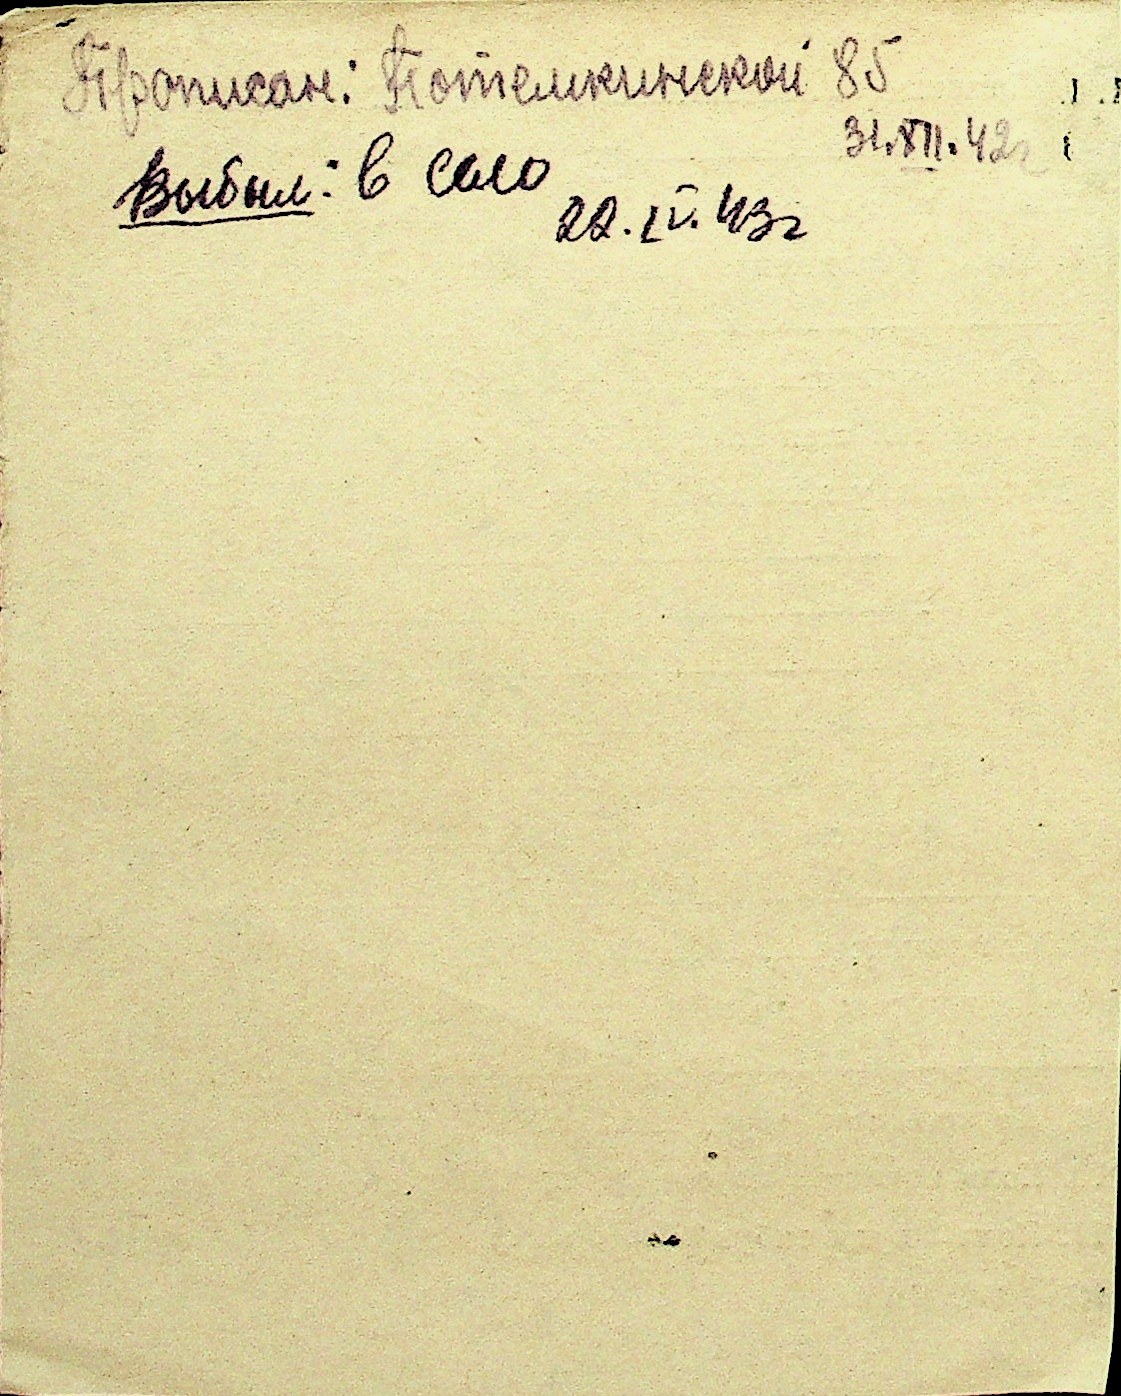 Прописан: Потемкинской 85
31.XII.42г
Выбыл: в село
22.IV.43г